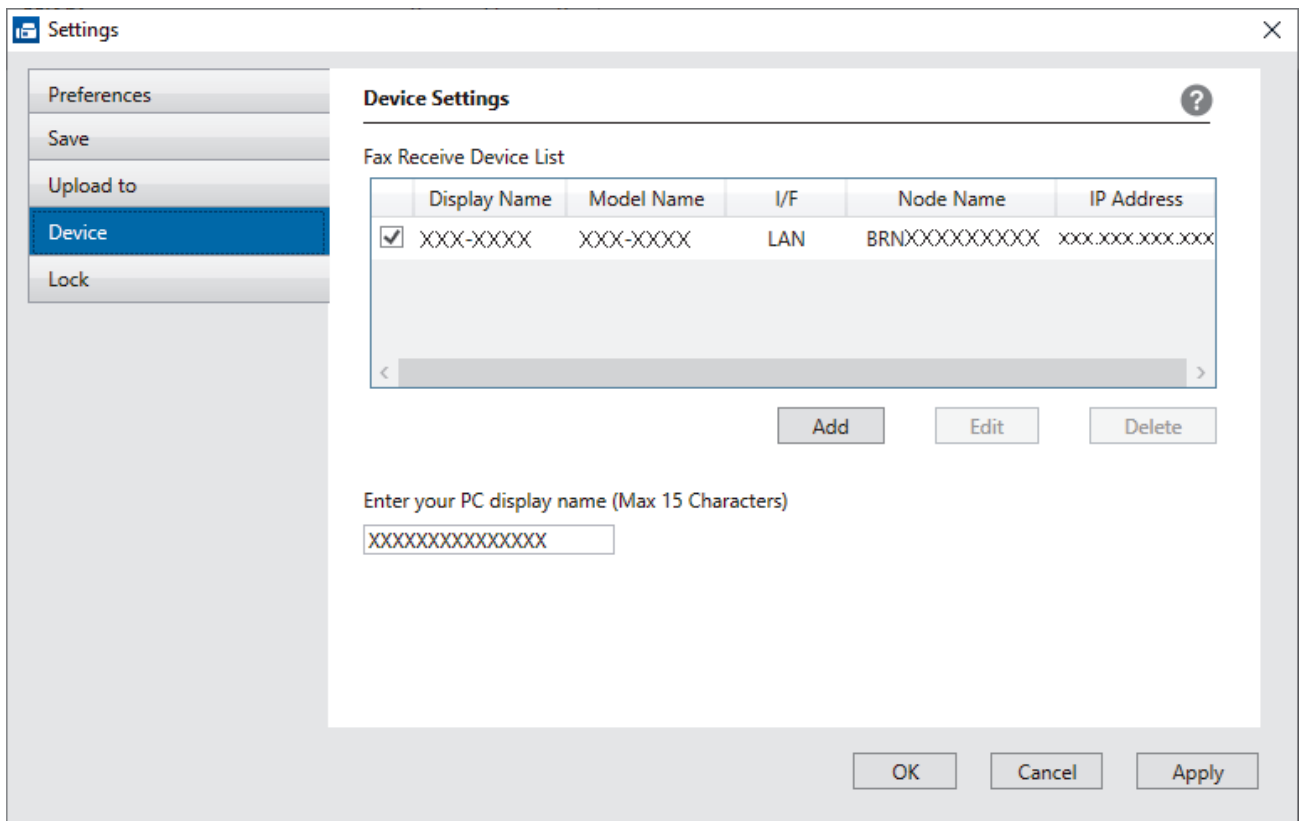 Settings
Preferences
Save
Upload to
Device
Lock
Device Settings
?
Fax Receive Device List
Display Name Model Name I/F Node Name IP Address
XXX-XXXX XXX-XXXX LAN BRNXXXXXXXXX XXX.XXX.XXX.XXX
Add Edit Delete
Enter your PC display name (Max 15 Characters)
XXXXXXXXXXXXXXX
OK Cancel Apply